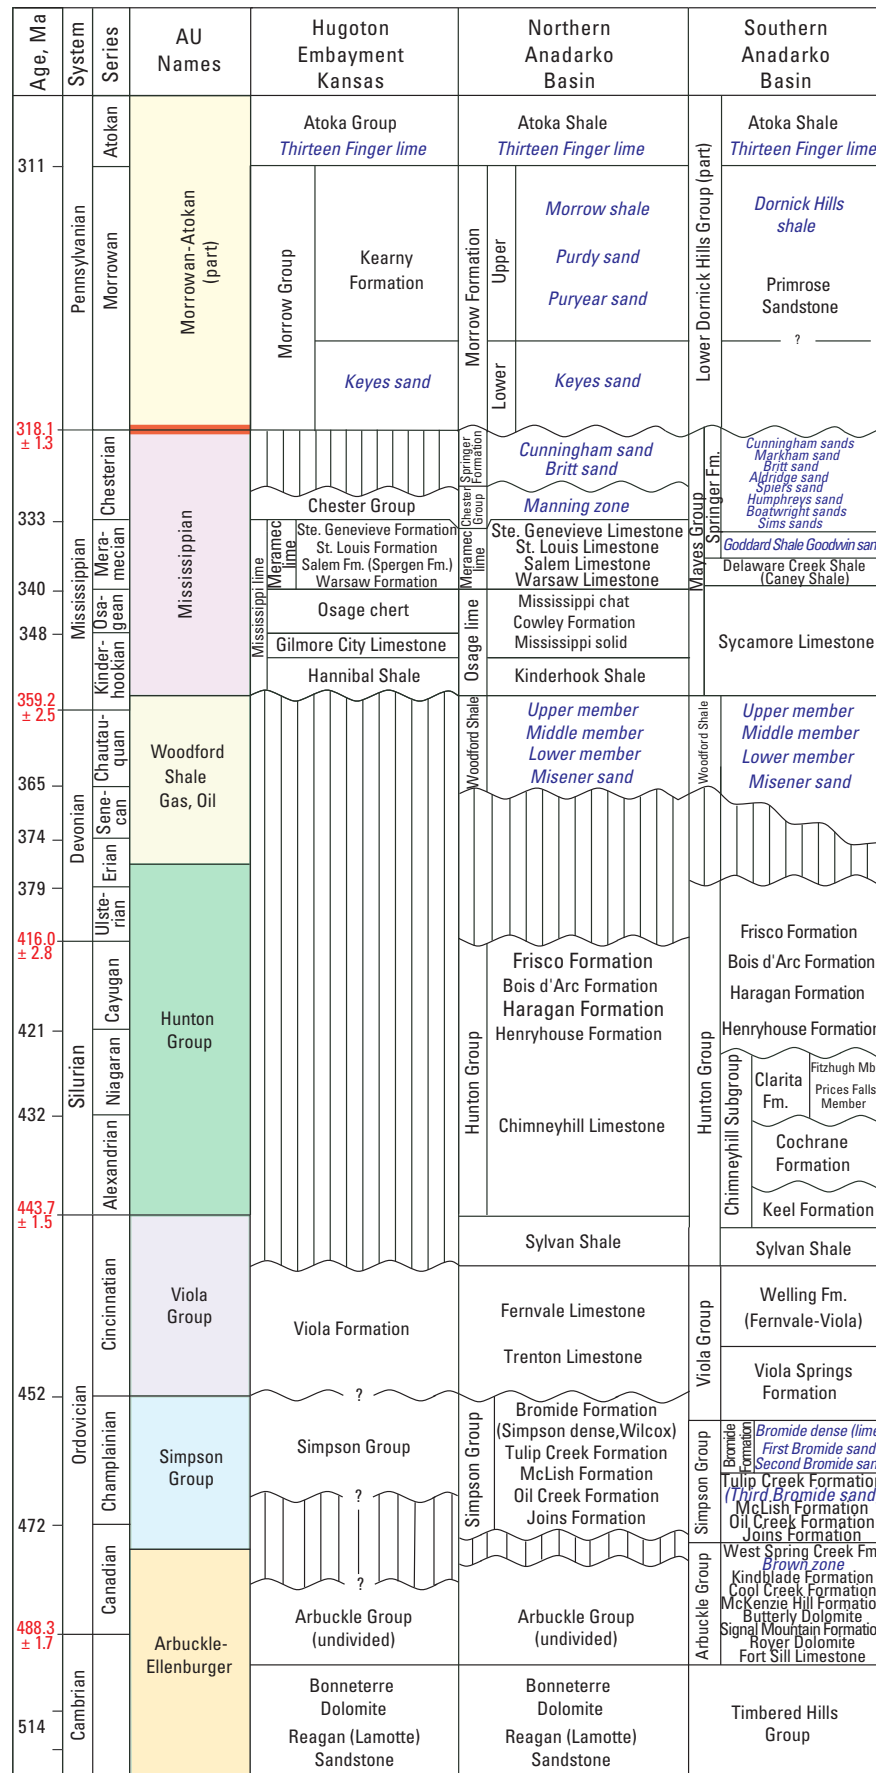 Age, Ma
System
Series
AU
Names
Hugoton
Embayment
Kansas
Northern
Anadarko
Basin
Southern
Anadarko
Basin
311
318.1
± 1.3
333
340
348
359.2
± 2.5
365
374
379
416.0
± 2.8
421
432
443.7
± 1.5
452
472
488.3
± 1.7
514
Pennsylvanian
Mississippian
Devonian
Silurian
Ordovician
Cambrian
Atokan
Morrowan
Chesterian
Mera-
mecian
Osa-
gean
Kinder-
hookian
Chautau-
quan
Sene-
can
Erian
Ulste-
rian
Cayugan
Niagaran
Alexandrian
Cincinnatian
Champlainian
Canadian
Morrowan-Atokan
(part)
Mississippian
Woodford
Shale
Gas, Oil
Hunton
Group
Viola
Group
Simpson
Group
Arbuckle-
Ellenburger
Atoka Group
Thirteen Finger lime
Morrow Group
Kearny
Formation
Keyes sand
Chester Group
Mississippi lime
Meramec
lime
Ste. Genevieve Formation
St. Louis Formation
Salem Fm. (Spergen Fm.)
Warsaw Formation
Osage chert
Gilmore City Limestone
Hannibal Shale
Viola Formation
?
Simpson Group
?
?
Arbuckle Group
(undivided)
Bonneterre
Dolomite
Reagan (Lamotte)
Sandstone
Atoka Shale
Thirteen Finger lime
Morrow Formation
Upper
Morrow shale
Purdy sand
Puryear sand
Lower
Keyes sand
Springer
Formation
Cunningham sand
Britt sand
Chester
Group
Manning zone
Meramec
lime
Ste. Genevieve Limestone
St. Louis Limestone
Salem Limestone
Warsaw Limestone
Osage lime
Mississippi chat
Cowley Formation
Mississippi solid
Kinderhook Shale
Woodford Shale
Upper member
Middle member
Lower member
Misener sand
Hunton Group
Frisco Formation
Bois d'Arc Formation
Haragan Formation
Henryhouse Formation
Chimneyhill Limestone
Sylvan Shale
Fernvale Limestone
Trenton Limestone
Simpson Group
Bromide Formation
(Simpson dense,Wilcox)
Tulip Creek Formation
McLish Formation
Oil Creek Formation
Joins Formation
Arbuckle Group
(undivided)
Bonneterre
Dolomite
Reagan (Lamotte)
Sandstone
Lower Dornick Hills Group (part)
Atoka Shale
Thirteen Finger lime
Dornick Hills
shale
Primrose
Sandstone
?
Mayes Group
Springer Fm.
Cunningham sands
Markham sand
Britt sand
Aldridge sand
Spiers sand
Humphreys sand
Boatwright sands
Sims sands
Goddard Shale Goodwin san
Delaware Creek Shale
(Caney Shale)
Sycamore Limestone
Woodford Shale
Upper member
Middle member
Lower member
Misener sand
Hunton Group
Frisco Formation
Bois d'Arc Formation
Haragan Formation
Henryhouse Formation
Chimneyhill Subgroup
Clarita
Fm.
Fitzhugh Mb
Prices Falls
Member
Cochrane
Formation
Keel Formation
Sylvan Shale
Viola Group
Welling Fm.
(Fernvale-Viola)
Viola Springs
Formation
Simpson Group
Bromide
Formation
Bromide dense (lime
First Bromide sand
Second Bromide san
Tulip Creek Formation
(Third Bromide sand
McLish Formation
Oil Creek Formation
Joins Formation
Arbuckle Group
West Spring Creek Fm
Brown zone
Kindblade Formation
Cool Creek Formation
McKenzie Hill Formation
Butterly Dolomite
Signal Mountain Formation
Royer Dolomite
Fort Sill Limestone
Timbered Hills
Group